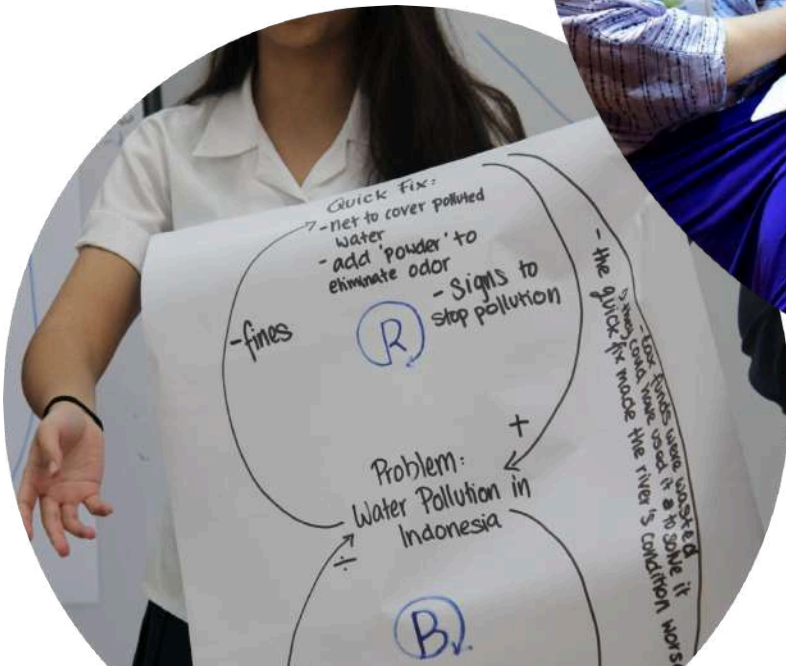 Quick Fix:
- net to cover polluted
water
- add 'powder' to
eliminate odor
- Signs to
stop pollution
- fines
R
+
Problem:
Water Pollution in
Indonesia
÷
B
- the quick fix made the river's condition wors
- tax funds were wasted
they could have used it to solve it